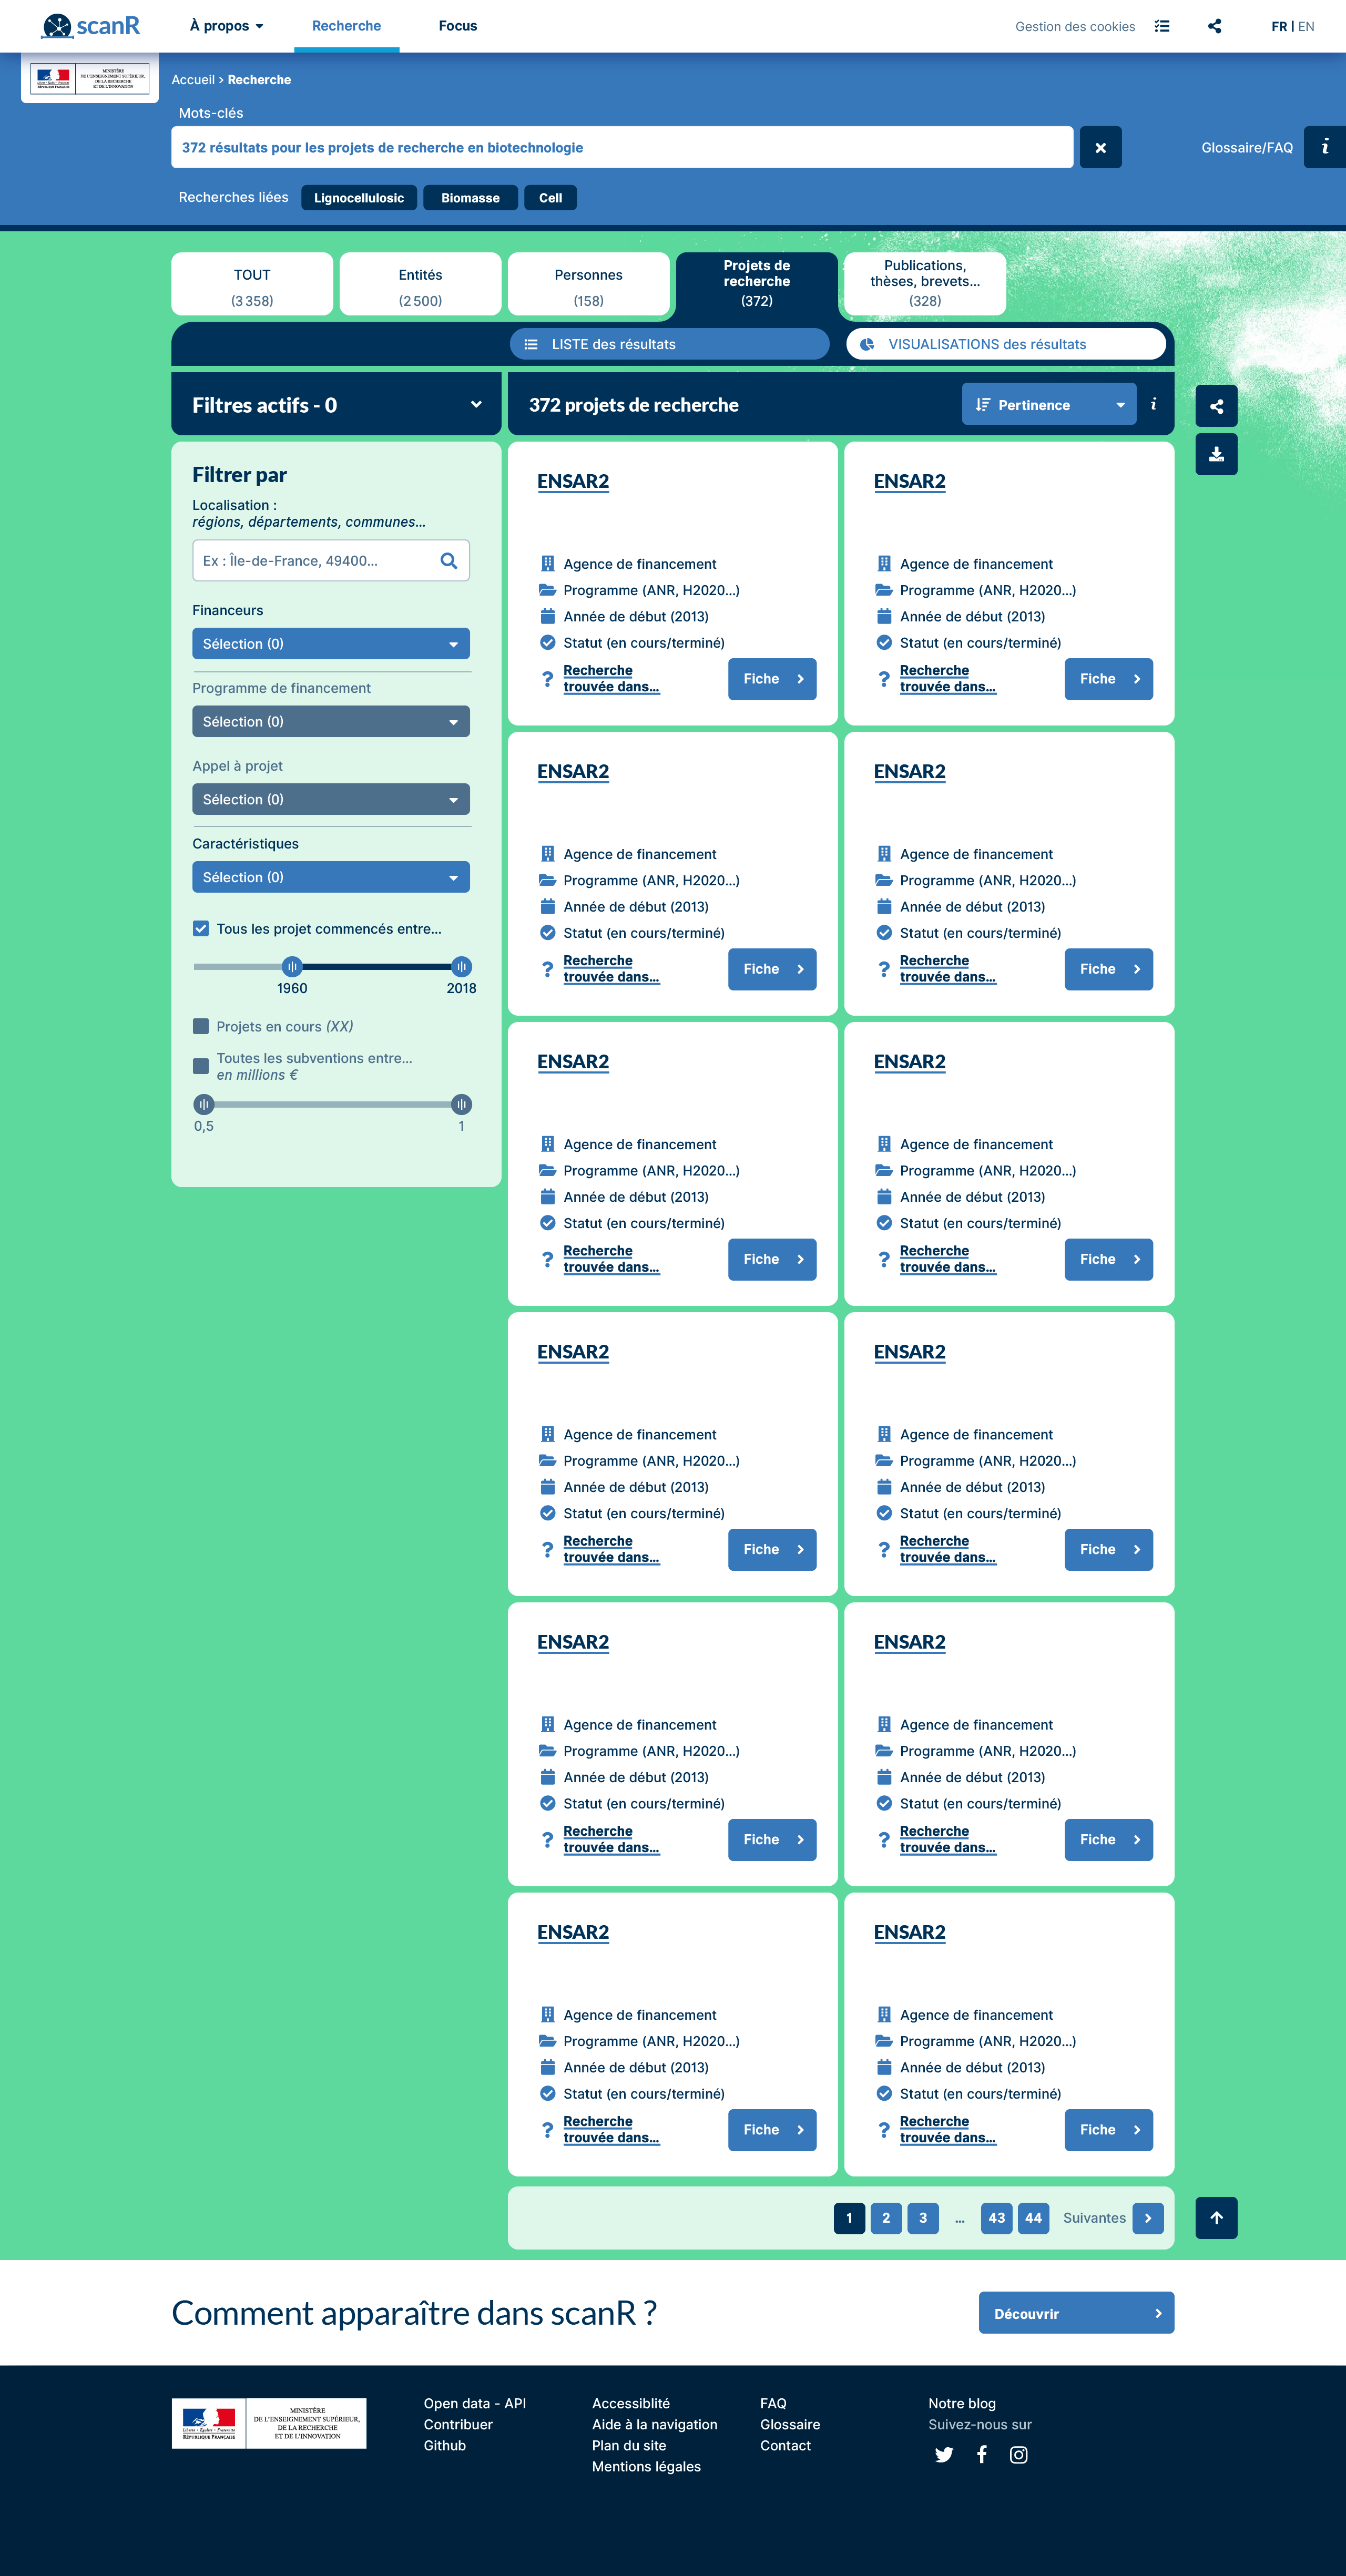 scanR
À propos
Recherche
Focus
Gestion des cookies
FR | EN
MINISTÈRE
DE L'ENSEIGNEMENT SUPÉRIEUR,
DE LA RECHERCHE
ET DE L'INNOVATION
RÉPUBLIQUE FRANÇAISE
Accueil > Recherche
Mots-clés
372 résultats pour les projets de recherche en biotechnologie
Glossaire/FAQ
i
Recherches liées
Lignocellulosic
Biomasse
Cell
TOUT
(3 358)
Entités
(2 500)
Personnes
(158)
Projets de
recherche
(372)
Publications,
thèses, brevets...
(328)
LISTE des résultats
VISUALISATIONS des résultats
Filtres actifs - 0
372 projets de recherche
Pertinence
i
Filtrer par
Localisation :
régions, départements, communes...
Ex : Île-de-France, 49400...
Financeurs
Sélection (0)
Programme de financement
Sélection (0)
Appel à projet
Sélection (0)
Caractéristiques
Sélection (0)
Tous les projet commencés entre...
1960
2018
Projets en cours (XX)
Toutes les subventions entre...
en millions €
0,5
1
ENSAR2
Agence de financement
Programme (ANR, H2020...)
Année de début (2013)
Statut (en cours/terminé)
? Recherche
trouvée dans...
Fiche
ENSAR2
Agence de financement
Programme (ANR, H2020...)
Année de début (2013)
Statut (en cours/terminé)
? Recherche
trouvée dans...
Fiche
ENSAR2
Agence de financement
Programme (ANR, H2020...)
Année de début (2013)
Statut (en cours/terminé)
? Recherche
trouvée dans...
Fiche
ENSAR2
Agence de financement
Programme (ANR, H2020...)
Année de début (2013)
Statut (en cours/terminé)
? Recherche
trouvée dans...
Fiche
ENSAR2
Agence de financement
Programme (ANR, H2020...)
Année de début (2013)
Statut (en cours/terminé)
? Recherche
trouvée dans...
Fiche
ENSAR2
Agence de financement
Programme (ANR, H2020...)
Année de début (2013)
Statut (en cours/terminé)
? Recherche
trouvée dans...
Fiche
ENSAR2
Agence de financement
Programme (ANR, H2020...)
Année de début (2013)
Statut (en cours/terminé)
? Recherche
trouvée dans...
Fiche
ENSAR2
Agence de financement
Programme (ANR, H2020...)
Année de début (2013)
Statut (en cours/terminé)
? Recherche
trouvée dans...
Fiche
ENSAR2
Agence de financement
Programme (ANR, H2020...)
Année de début (2013)
Statut (en cours/terminé)
? Recherche
trouvée dans...
Fiche
ENSAR2
Agence de financement
Programme (ANR, H2020...)
Année de début (2013)
Statut (en cours/terminé)
? Recherche
trouvée dans...
Fiche
ENSAR2
Agence de financement
Programme (ANR, H2020...)
Année de début (2013)
Statut (en cours/terminé)
? Recherche
trouvée dans...
Fiche
ENSAR2
Agence de financement
Programme (ANR, H2020...)
Année de début (2013)
Statut (en cours/terminé)
? Recherche
trouvée dans...
Fiche
1 2 3 ... 43 44 Suivantes
Comment apparaître dans scanR ?
Découvrir
Liberté • Égalité • Fraternité
RÉPUBLIQUE FRANÇAISE
MINISTÈRE
DE L'ENSEIGNEMENT SUPÉRIEUR,
DE LA RECHERCHE
ET DE L'INNOVATION
Open data - API
Contribuer
Github
Accessiblité
Aide à la navigation
Plan du site
Mentions légales
FAQ
Glossaire
Contact
Notre blog
Suivez-nous sur